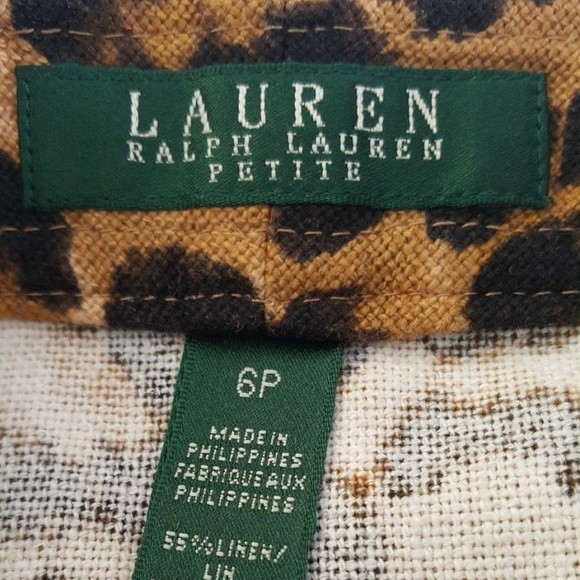 LAUREN
RALPH LAUREN
PETITE
6P
MADE IN
PHILIPPINES
FABRIQUE AUX
PHILIPPINES
55% LINEN/
LIN